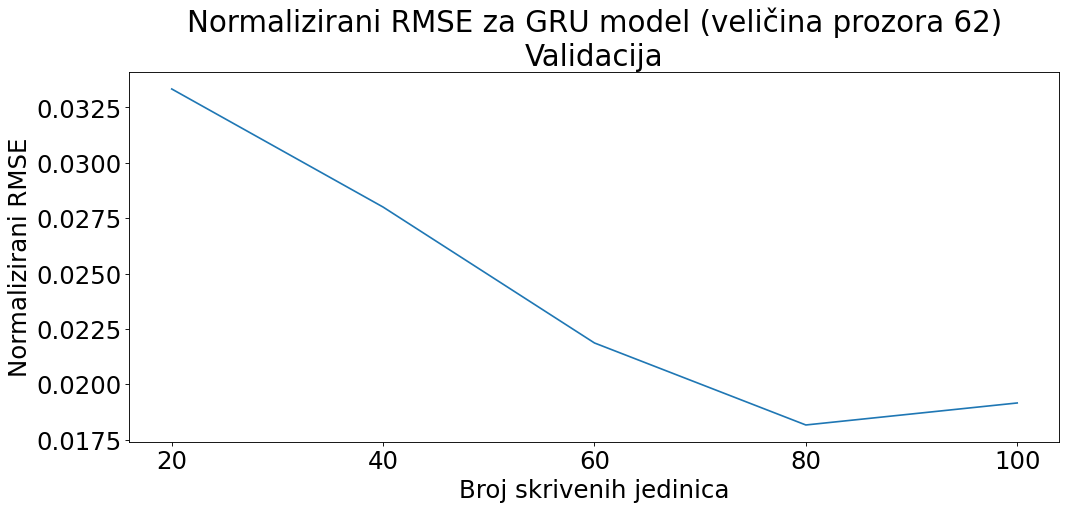 Normalizirani RMSE za GRU model (veličina prozora 62)
Validacija
Normalizirani RMSE
0.0325
0.0300
0.0275
0.0250
0.0225
0.0200
0.0175
20 40 60 80 100
Broj skrivenih jedinica